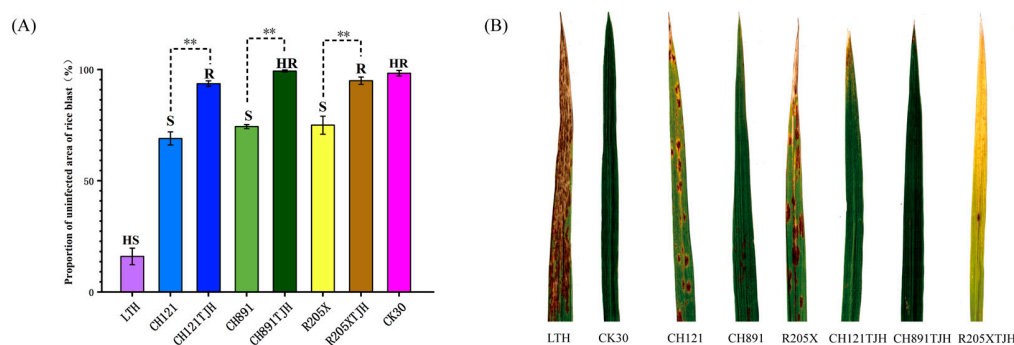 (A)
(B)
Proportion of uninfected area of rice blast (%)
** ** **
100
50
0
HS S R S HR S R HR
LTH CH121 CH121TJH CH891 CH891TJH R205X R205XTJH CK30
LTH CK30 CH121 CH891 R205X CH121TJH CH891TJH R205XTJH